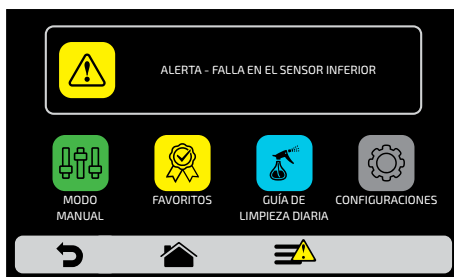 ALERTA - FALLA EN EL SENSOR INFERIOR
MODO
MANUAL
FAVORITOS
GUÍA DE
LIMPIEZA DIARIA
CONFIGURACIONES